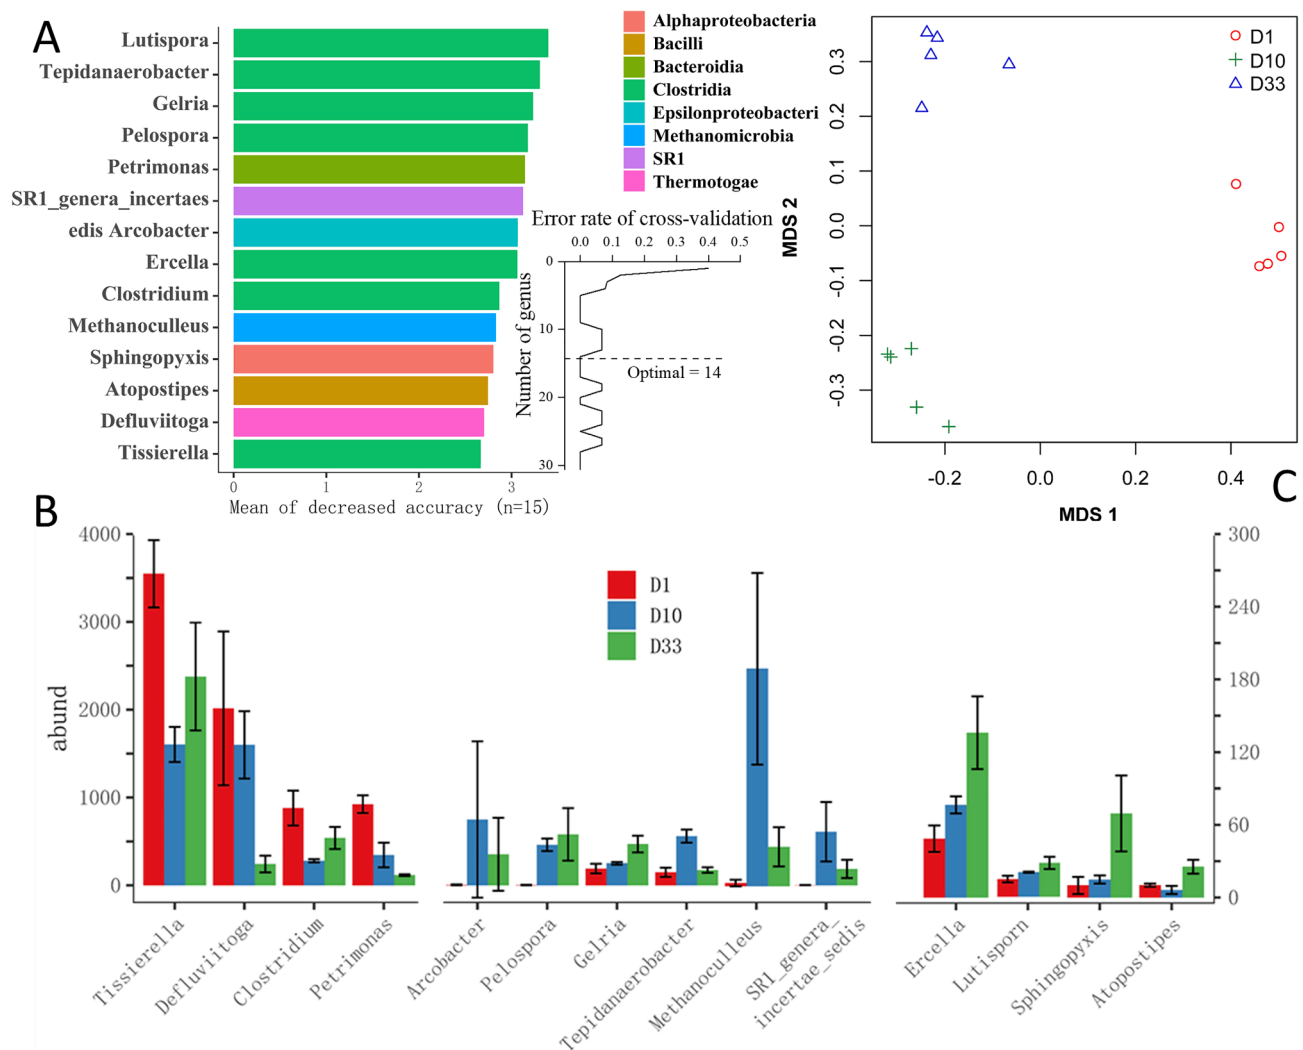 A
Lutispora
Tepidanaerobacter
Gelria
Pelospora
Petrimonas
SR1_genera_incertaes
edis Arcobacter
Ercella
Clostridium
Methanoculleus
Sphingopyxis
Atopostipes
Defluviitoga
Tissierella
0 1 2 3
Mean of decreased accuracy (n=15)
Alphaproteobacteria
Bacilli
Bacteroidia
Clostridia
Epsilonproteobacteri
Methanomicrobia
SR1
Thermotogae
Error rate of cross-validation
0.0 0.1 0.2 0.3 0.4 0.5
Number of genus
0
10
20
30
Optimal = 14
MDS 2
0.3
0.2
0.1
0.0
-0.1
-0.2
-0.3
D1
D10
D33
-0.2 0.0 0.2 0.4
MDS 1
C
B
abund
4000
3000
2000
1000
0
D1
D10
D33
300
240
180
120
60
0
Tissierella
Defluviitoga
Clostridium
Petrimonas
Arcobacter
Pelospora
Gelria
Tepidanaerobacter
Methanoculleus
SR1_genera_
incertae_sedis
Ercella
Lutisporn
Sphingopyxis
Atopostipes